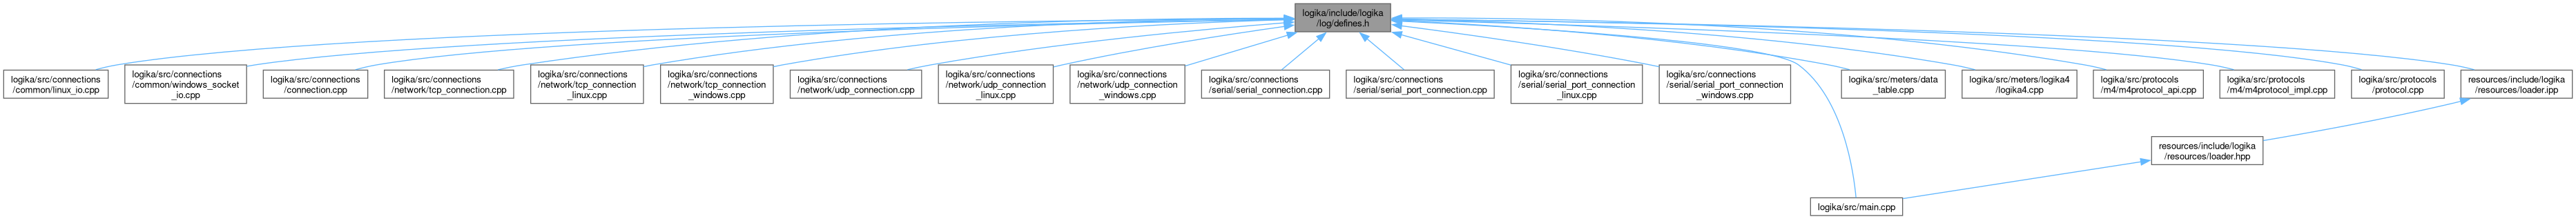 logika/include/logika
/log/defines.h
logika/src/connections
/common/linux_io.cpp
logika/src/connections
/common/windows_socket
_io.cpp
logika/src/connections
/connection.cpp
logika/src/connections
/network/tcp_connection.cpp
logika/src/connections
/network/tcp_connection
_linux.cpp
logika/src/connections
/network/tcp_connection
_windows.cpp
logika/src/connections
/network/udp_connection.cpp
logika/src/connections
/network/udp_connection
_linux.cpp
logika/src/connections
/network/udp_connection
_windows.cpp
logika/src/connections
/serial/serial_connection.cpp
logika/src/connections
/serial/serial_port_connection.cpp
logika/src/connections
/serial/serial_port_connection
_linux.cpp
logika/src/connections
/serial/serial_port_connection
_windows.cpp
logika/src/meters/data
_table.cpp
logika/src/meters/logika4
/logika4.cpp
logika/src/protocols
/m4/m4protocol_api.cpp
logika/src/protocols
/m4/m4protocol_impl.cpp
logika/src/protocols
/protocol.cpp
resources/include/logika
/resources/loader.ipp
resources/include/logika
/resources/loader.hpp
logika/src/main.cpp